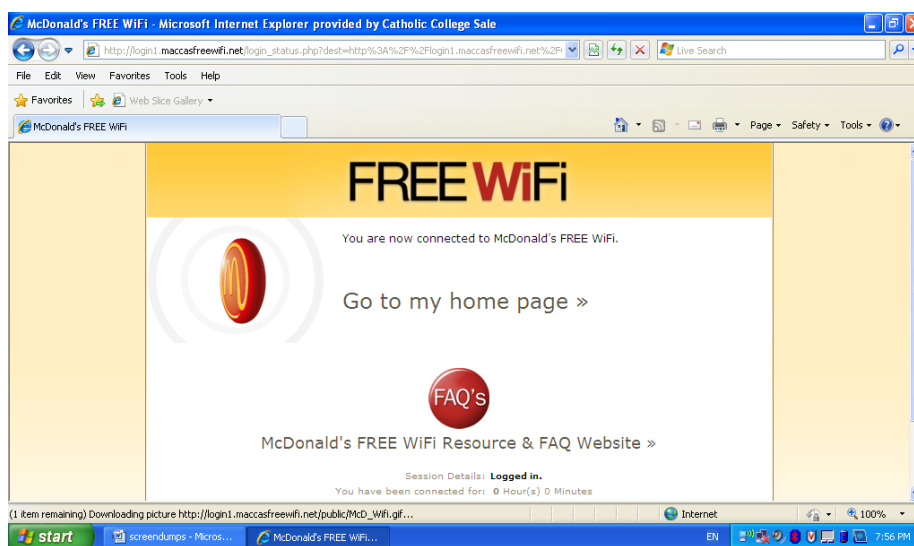 McDonald's FREE WiFi - Microsoft Internet Explorer provided by Catholic College Sale
http://login1.maccasfreewifi.net/login_status.php?dest=http%3A%2F%2Flogin1.maccasfreewifi.net%2F
Live Search
File Edit View Favorites Tools Help
Favorites Web Slice Gallery
McDonald's FREE WiFi
Page Safety Tools
FREE WiFi
You are now connected to McDonald's FREE WiFi.
Go to my home page »
FAQ's
McDonald's FREE WiFi Resource & FAQ Website »
Session Details: Logged in.
You have been connected for: 0 Hour(s) 0 Minutes
(1 item remaining) Downloading picture http://login1.maccasfreewifi.net/public/McD_Wifi.gif...
Internet
100%
start
screendumps - Micros...
McDonald's FREE WiFi...
EN
7:56 PM